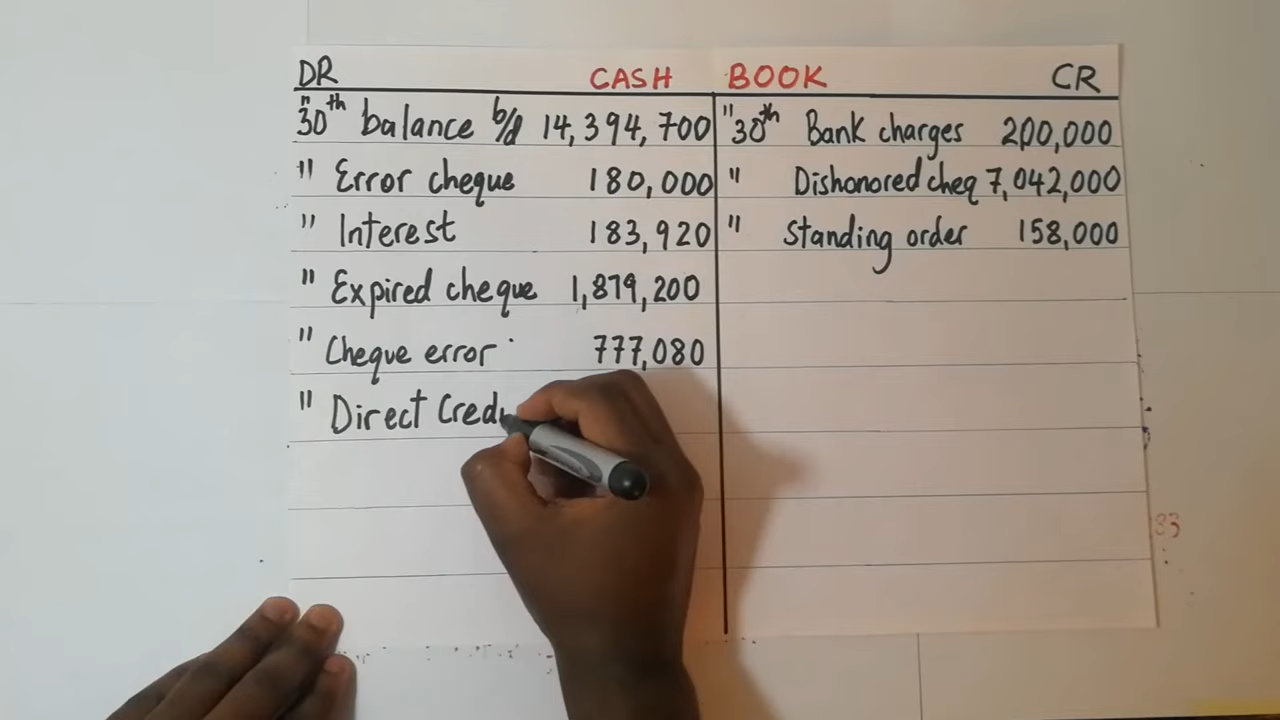 DR CASH BOOK CR
"30th balance b/d 14,394,700 "30th Bank charges 200,000
" Error cheque 180,000 " Dishonored cheq 7,042,000
" Interest 183,920 " Standing order 158,000
" Expired cheque 1,879,200
" Cheque error 777,080
" Direct Cred
33